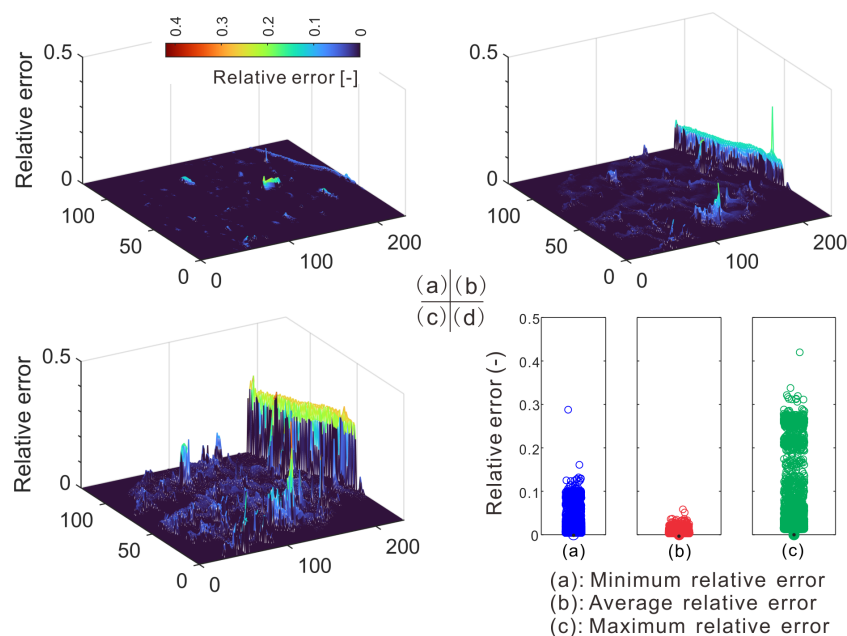 0.4 0.3 0.2 0.1 0
Relative error [-]
0.5
Relative error
0
100
50
0
0
100
200
0.5
Relative error
0
100
50
0
0
100
200
(a) (b)
(c) (d)
0.5
Relative error
0
100
50
0
0
100
200
0.5
0.4
0.3
0.2
0.1
0
Relative error (-)
(a) (b) (c)
(a): Minimum relative error
(b): Average relative error
(c): Maximum relative error